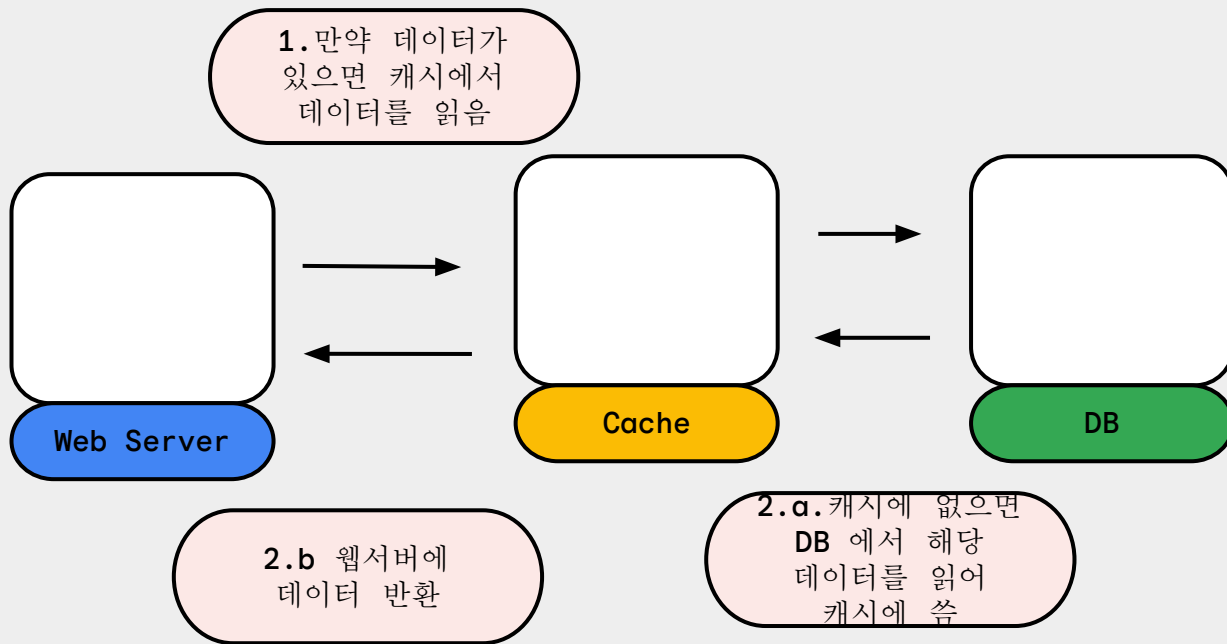 1.만약 데이터가
있으면 캐시에서
데이터를 읽음
Web Server
Cache
DB
2.b 웹서버에
데이터 반환
2.a.캐시에 없으면
DB 에서 해당
데이터를 읽어
캐시에 씀